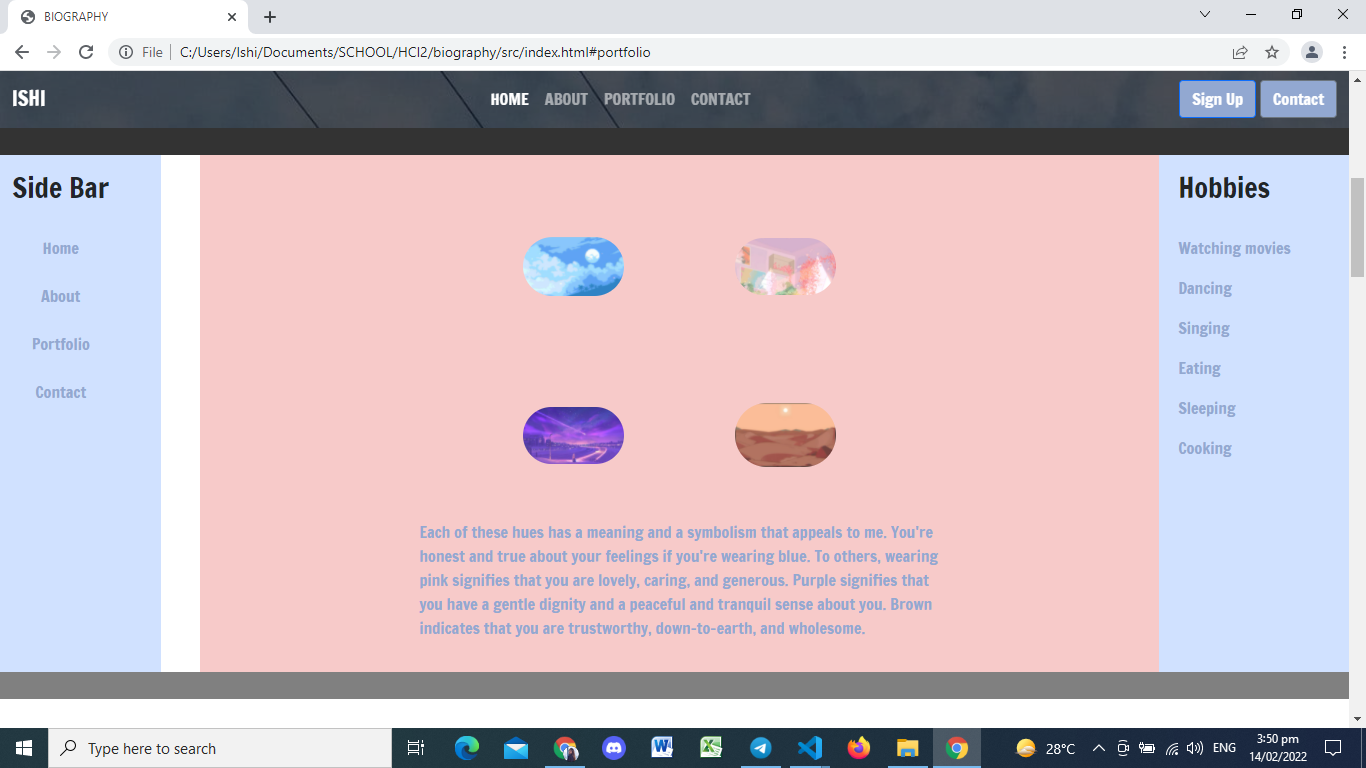 BIOGRAPHY
File
C:/Users/Ishi/Documents/SCHOOL/HCI2/biography/src/index.html#portfolio
ISHI
HOME ABOUT PORTFOLIO CONTACT
Sign Up Contact
Side Bar
Home
About
Portfolio
Contact
Each of these hues has a meaning and a symbolism that appeals to me. You're
honest and true about your feelings if you're wearing blue. To others, wearing
pink signifies that you are lovely, caring, and generous. Purple signifies that
you have a gentle dignity and a peaceful and tranquil sense about you. Brown
indicates that you are trustworthy, down-to-earth, and wholesome.
Hobbies
Watching movies
Dancing
Singing
Eating
Sleeping
Cooking
Type here to search
28°C
ENG
3:50 pm
14/02/2022